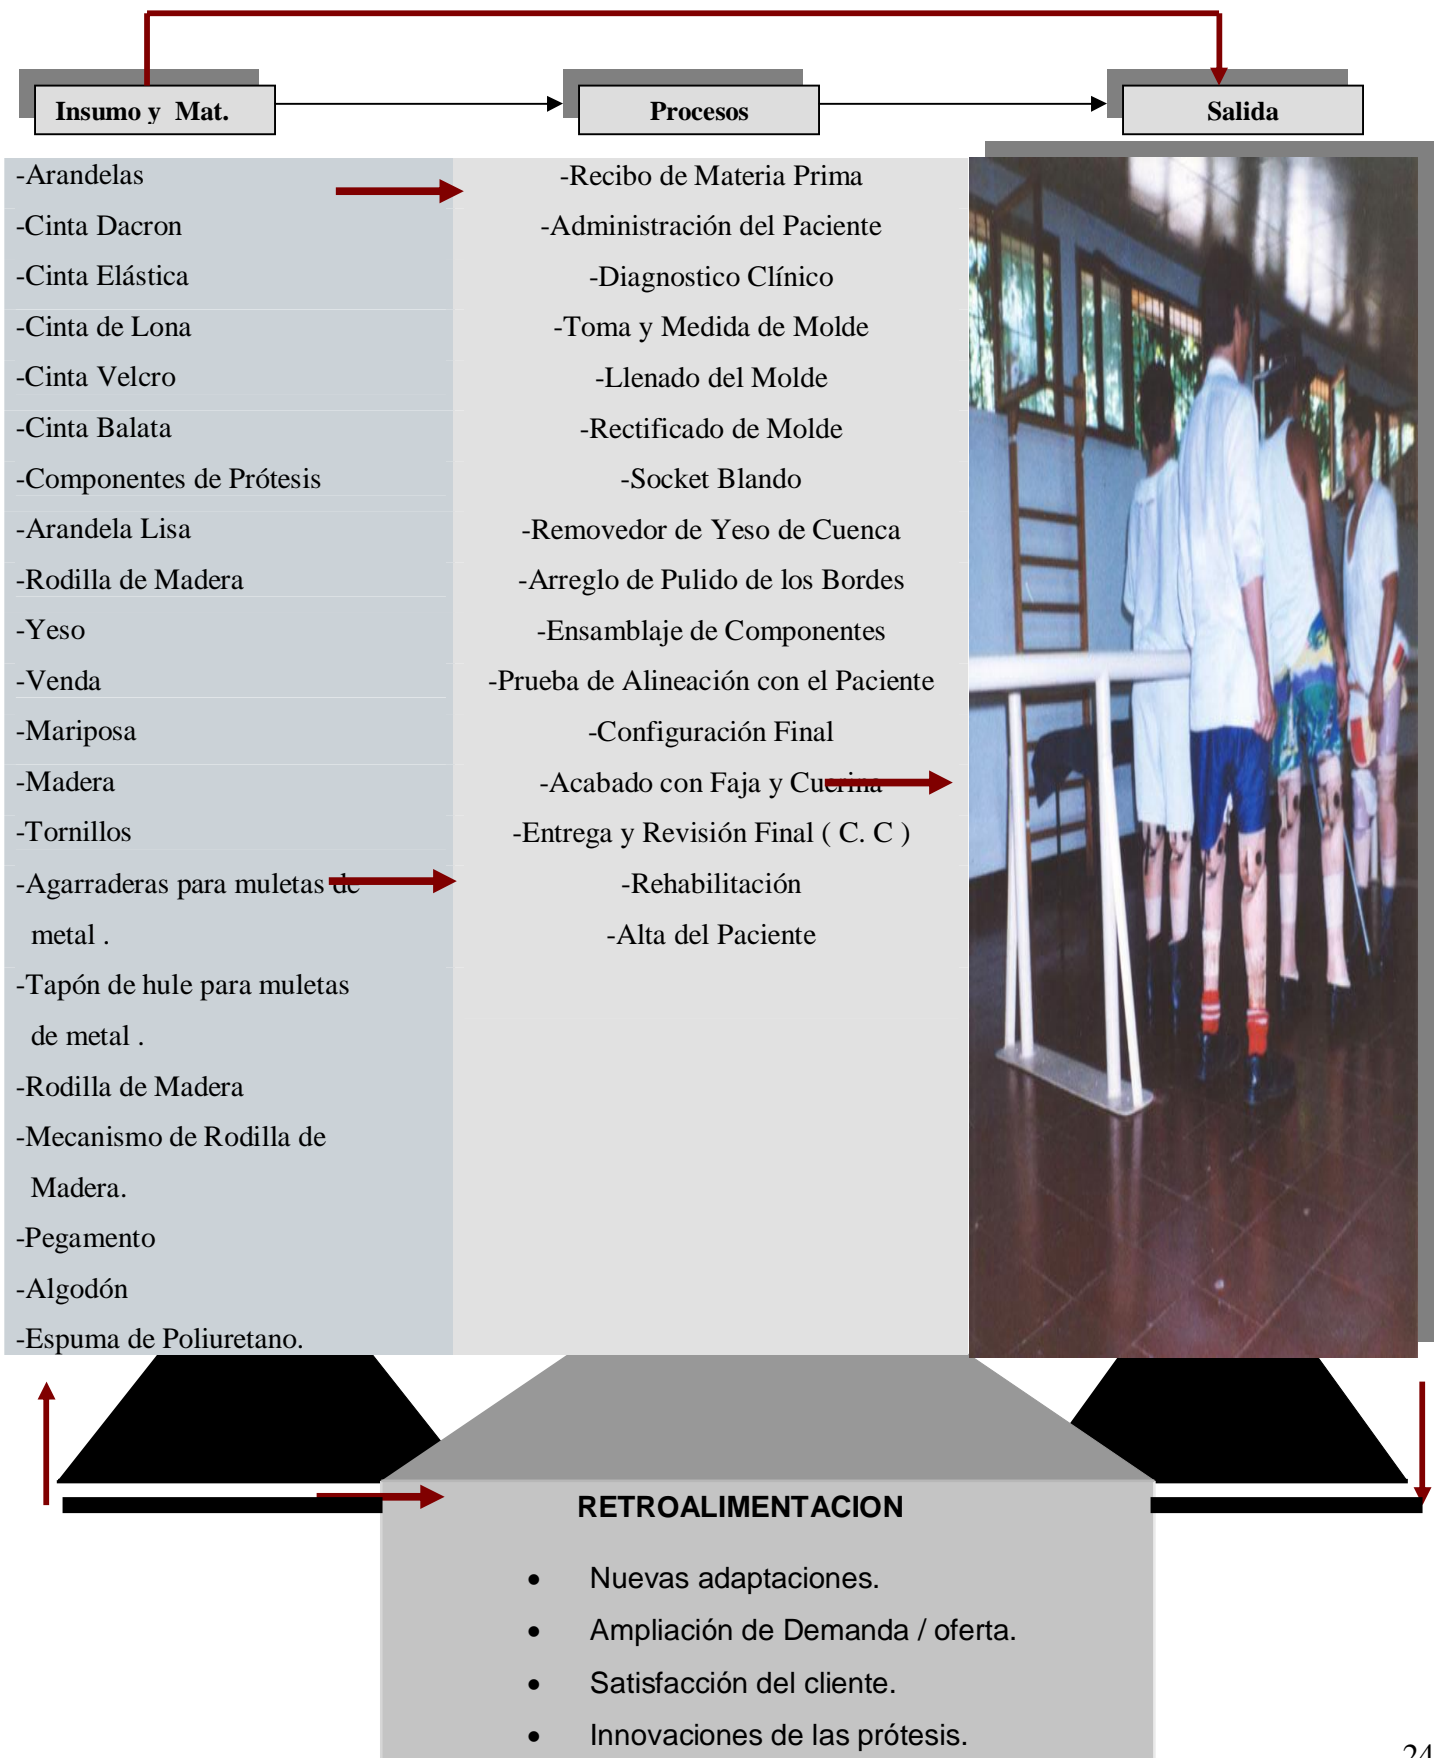 Insumo y Mat.
Procesos
Salida
-Arandelas
-Cinta Dacron
-Cinta Elástica
-Cinta de Lona
-Cinta Velcro
-Cinta Balata
-Componentes de Prótesis
-Arandela Lisa
-Rodilla de Madera
-Yeso
-Venda
-Mariposa
-Madera
-Tornillos
-Agarraderas para muletas de
metal .
-Tapón de hule para muletas
de metal .
-Rodilla de Madera
-Mecanismo de Rodilla de
Madera.
-Pegamento
-Algodón
-Espuma de Poliuretano.
-Recibo de Materia Prima
-Administración del Paciente
-Diagnostico Clínico
-Toma y Medida de Molde
-Llenado del Molde
-Rectificado de Molde
-Socket Blando
-Removedor de Yeso de Cuenca
-Arreglo de Pulido de los Bordes
-Ensamblaje de Componentes
-Prueba de Alineación con el Paciente
-Configuración Final
-Acabado con Faja y Cuerina
-Entrega y Revisión Final ( C. C )
-Rehabilitación
-Alta del Paciente
RETROALIMENTACION
• Nuevas adaptaciones.
• Ampliación de Demanda / oferta.
• Satisfacción del cliente.
• Innovaciones de las prótesis.
24